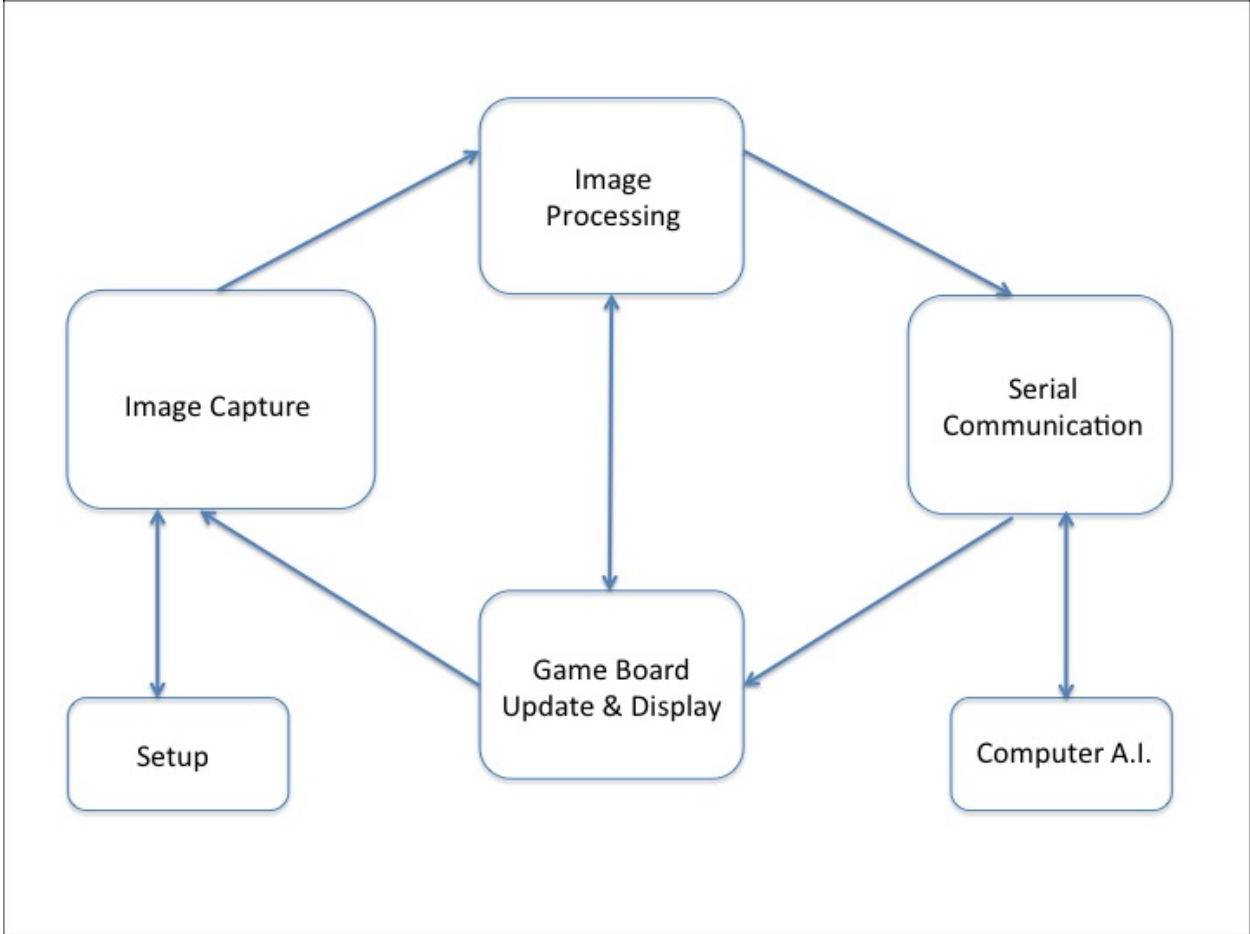 Image
Processing
Image Capture
Serial
Communication
Game Board
Update & Display
Setup
Computer A.I.